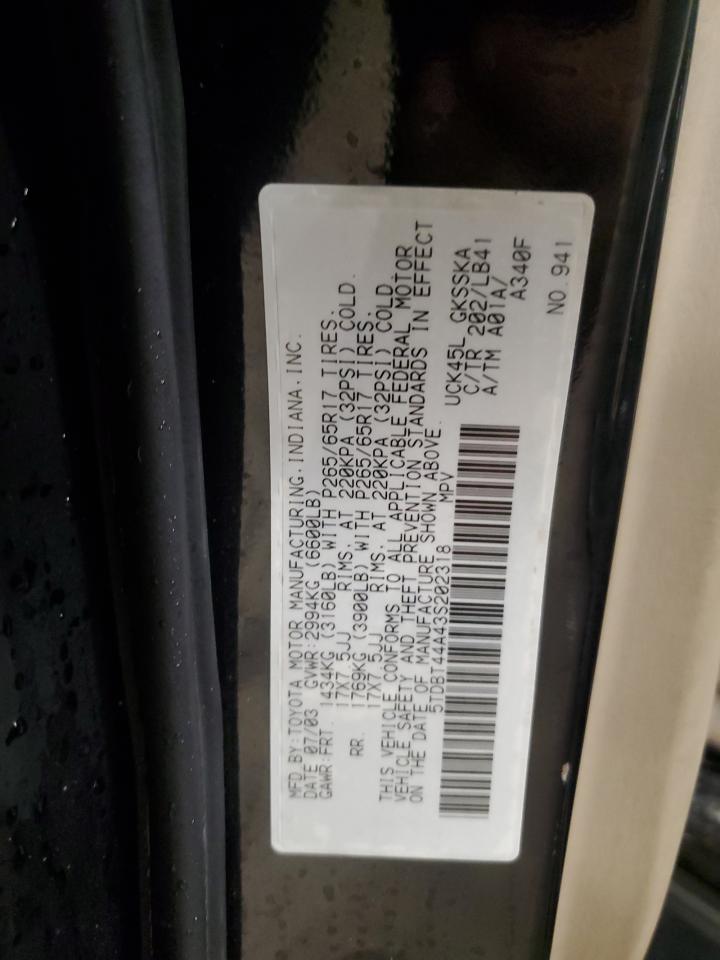 MFD BY: TOYOTA MOTOR MANUFACTURING, INDIANA, INC.
DATE 07/03 GVWR: 2994KG (6600LB)
GAWR: FRT. 1434KG (3160LB) WITH P265/65R17 TIRES.
17X7.5JJ RIMS. AT 220KPA (32PSI) COLD.
RR. 1769KG (3900LB) WITH P265/65R17 TIRES.
17X7.5JJ RIMS. AT 220KPA (32PSI) COLD.
THIS VEHICLE CONFORMS TO ALL APPLICABLE FEDERAL MOTOR
VEHICLE SAFETY AND THEFT PREVENTION STANDARDS IN EFFECT
ON THE DATE OF MANUFACTURE SHOWN ABOVE.
5TDBT44A43S202318 MPV
UCK45L GKSSKA
C/TR 202/LB41
A/TM A01A/
A340F
NO. 941